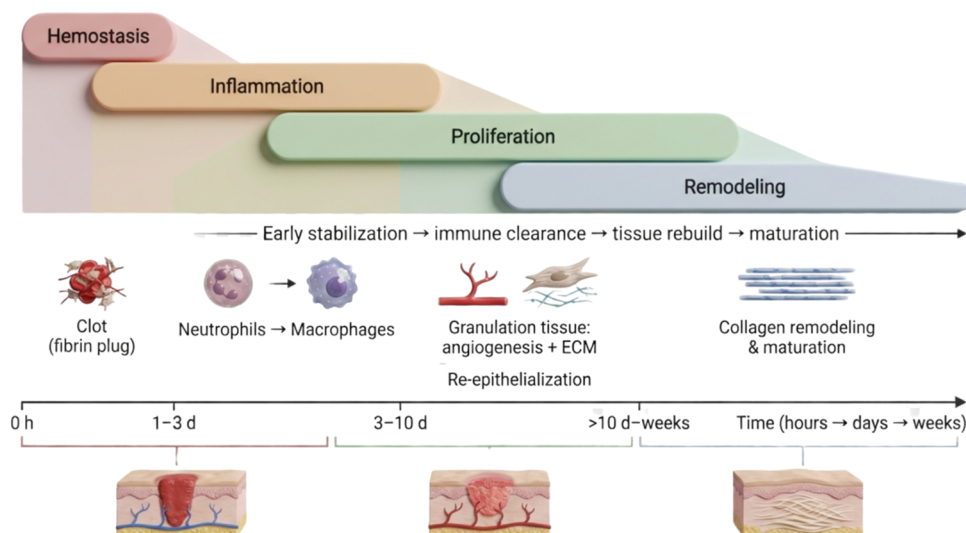 Hemostasis
Inflammation
Proliferation
Remodeling
Early stabilization → immune clearance → tissue rebuild → maturation
Clot
(fibrin plug)
Neutrophils → Macrophages
Granulation tissue:
angiogenesis + ECM
Re-epithelialization
Collagen remodeling
& maturation
0 h
1–3 d
3–10 d
>10 d–weeks
Time (hours → days → weeks)